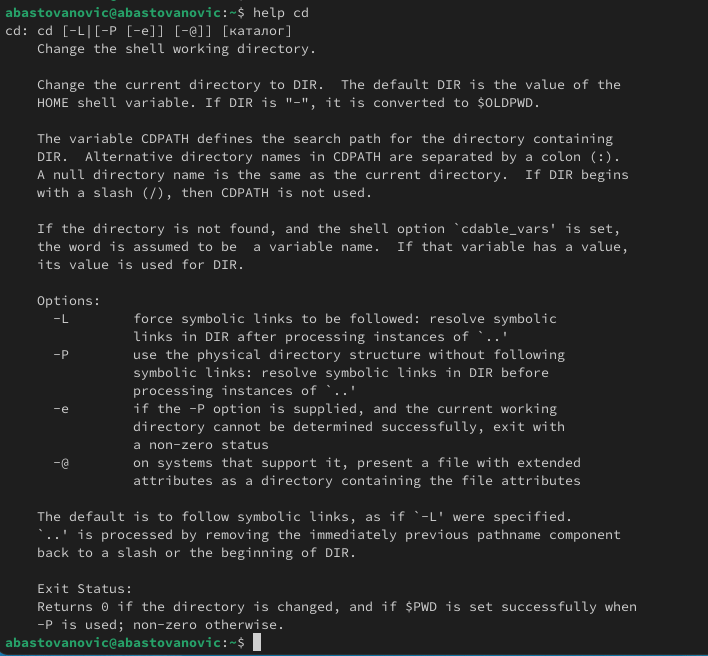 abastovanovic@abastovanovic:~$ help cd
cd: cd [-L|[-P [-e]] [-@]] [каталог]
    Change the shell working directory.

    Change the current directory to DIR.  The default DIR is the value of the
    HOME shell variable. If DIR is "-", it is converted to $OLDPWD.

    The variable CDPATH defines the search path for the directory containing
    DIR.  Alternative directory names in CDPATH are separated by a colon (:).
    A null directory name is the same as the current directory.  If DIR begins
    with a slash (/), then CDPATH is not used.

    If the directory is not found, and the shell option `cdable_vars' is set,
    the word is assumed to be  a variable name.  If that variable has a value,
    its value is used for DIR.

    Options:
      -L        force symbolic links to be followed: resolve symbolic
                links in DIR after processing instances of `..'
      -P        use the physical directory structure without following
                symbolic links: resolve symbolic links in DIR before
                processing instances of `..'
      -e        if the -P option is supplied, and the current working
                directory cannot be determined successfully, exit with
                a non-zero status
      -@        on systems that support it, present a file with extended
                attributes as a directory containing the file attributes

    The default is to follow symbolic links, as if `-L' were specified.
    `..' is processed by removing the immediately previous pathname component
    back to a slash or the beginning of DIR.

    Exit Status:
    Returns 0 if the directory is changed, and if $PWD is set successfully when
    -P is used; non-zero otherwise.
abastovanovic@abastovanovic:~$